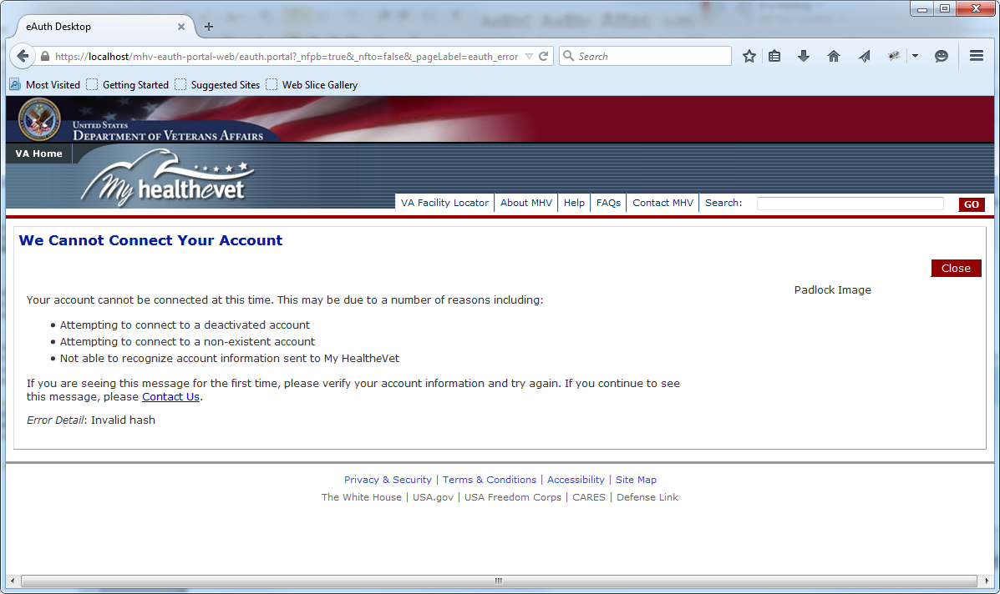 eAuth Desktop
https://localhost/mhv-eauth-portal-web/eauth.portal?_nfpb=true&_nfto=false&_pageLabel=eauth_error
Search
Most Visited Getting Started Suggested Sites Web Slice Gallery
UNITED STATES
DEPARTMENT OF VETERANS AFFAIRS
VA Home
My healthevet
VA Facility Locator About MHV Help FAQs Contact MHV Search: GO
We Cannot Connect Your Account
Close
Padlock Image
Your account cannot be connected at this time. This may be due to a number of reasons including:
• Attempting to connect to a deactivated account
• Attempting to connect to a non-existent account
• Not able to recognize account information sent to My HealtheVet
If you are seeing this message for the first time, please verify your account information and try again. If you continue to see
this message, please Contact Us.
Error Detail: Invalid hash
Privacy & Security | Terms & Conditions | Accessibility | Site Map
The White House | USA.gov | USA Freedom Corps | CARES | Defense Link